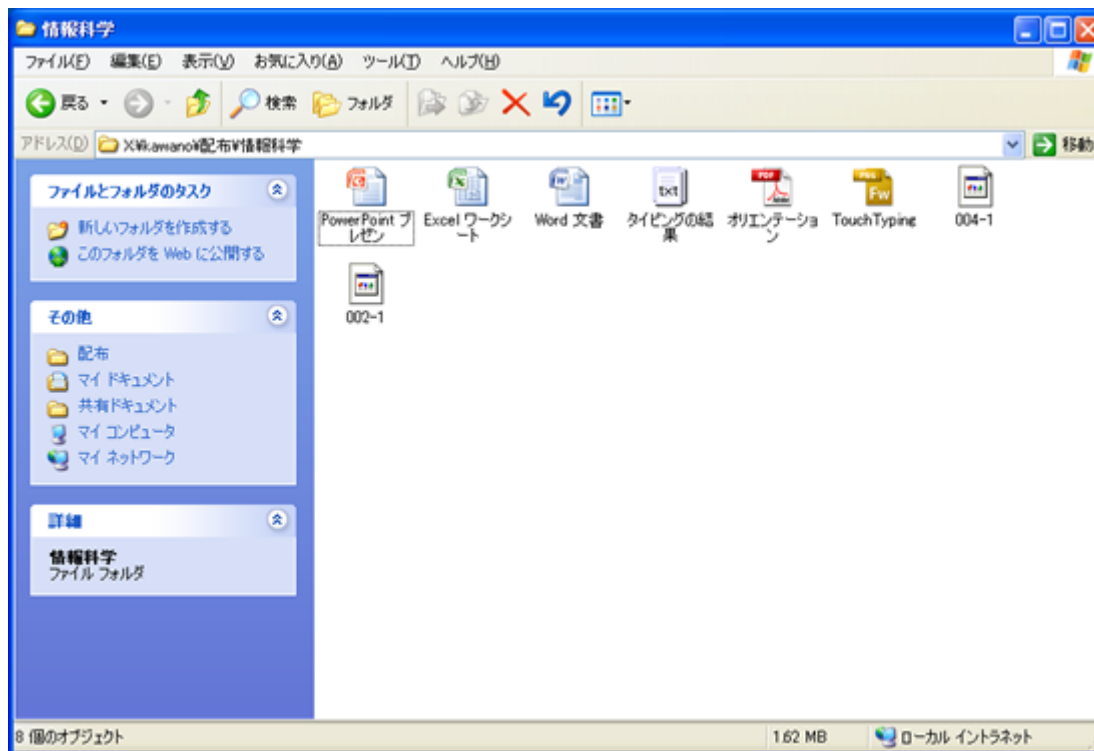 情報科学
ファイル(F) 編集(E) 表示(V) お気に入り(A) ツール(T) ヘルプ(H)
戻る 検索 フォルダ
アドレス(D) X:¥kawano¥配布¥情報科学 移動
ファイルとフォルダのタスク
新しいフォルダを作成する
このフォルダを Web に公開する
その他
配布
マイ ドキュメント
共有ドキュメント
マイ コンピュータ
マイ ネットワーク
詳細
情報科学
ファイル フォルダ
PowerPoint プ
レゼン
Excel ワークシ
ート
Word 文書
txt
タイピングの結
果
PDF
オリエンテーショ
ン
Fw
TouchTyping
004-1
002-1
8 個のオブジェクト 1.62 MB ローカル イントラネット